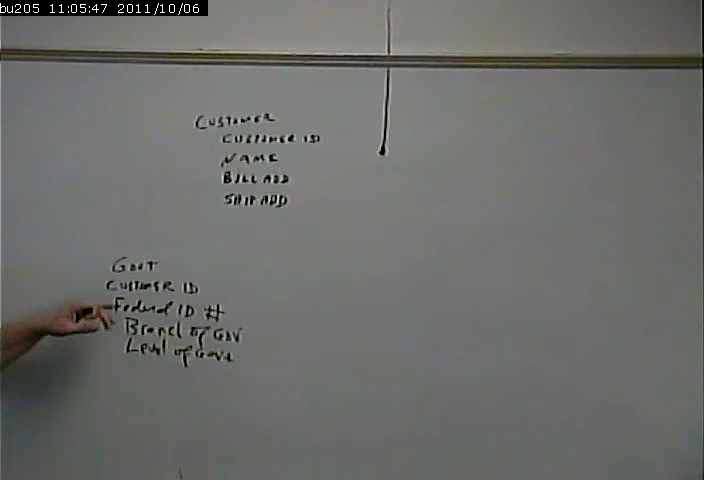 bu205 11:05:47 2011/10/06
CUSTOMER
CUSTOMER ID
NAME
BILL ADD
SHIP ADD
GOVT
CUSTOMER ID
Federal ID #
Branch of GOV
Level of Govt